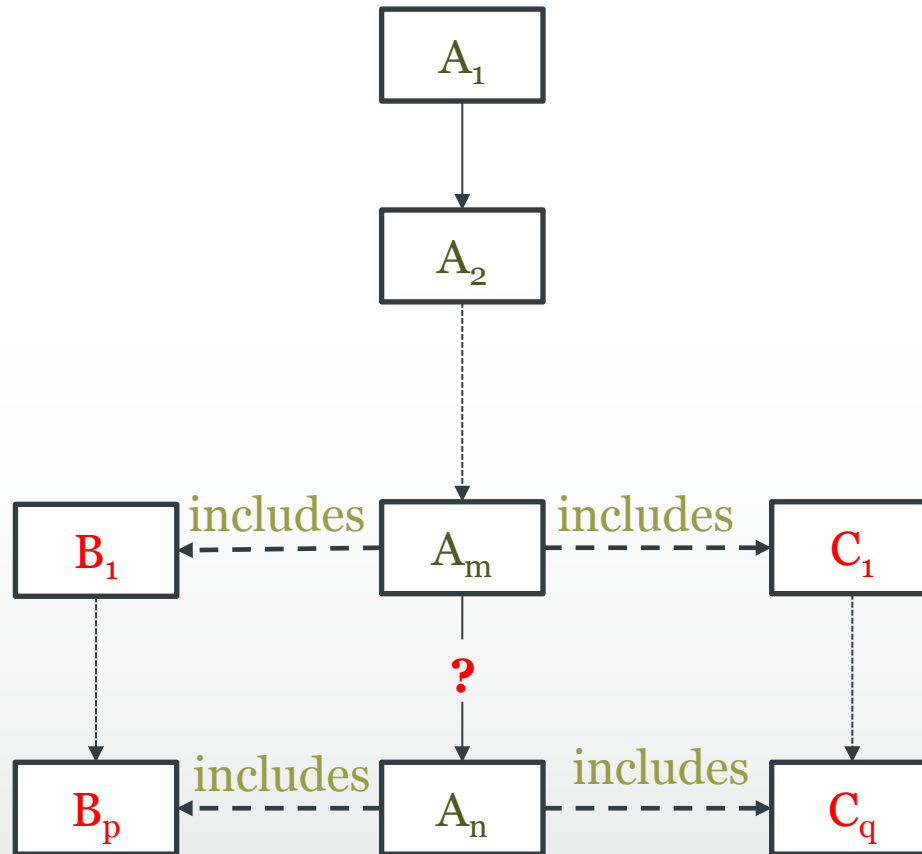 A₁
A₂
includes includes
B₁ Aₘ C₁
?
includes includes
Bₚ Aₙ C_q